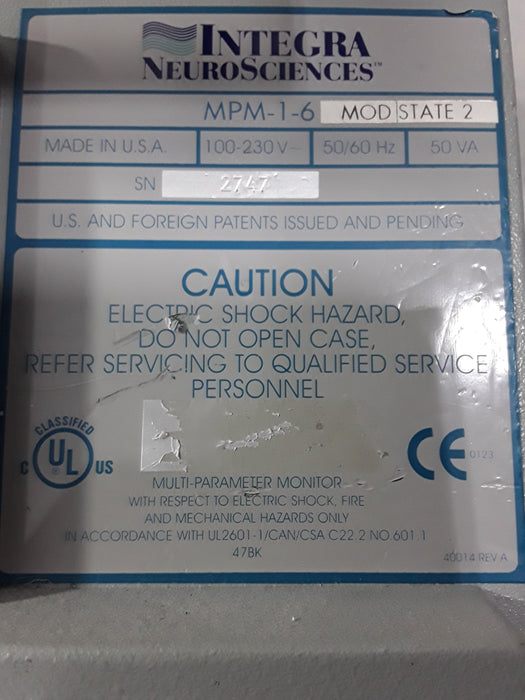 INTEGRA
NEUROSCIENCES™
MPM-1-6 MOD STATE 2
MADE IN U.S.A. 100-230 V~ 50/60 Hz 50 VA
SN 2747
U.S. AND FOREIGN PATENTS ISSUED AND PENDING
CAUTION
ELECTRIC SHOCK HAZARD,
DO NOT OPEN CASE,
REFER SERVICING TO QUALIFIED SERVICE
PERSONNEL
CLASSIFIED
C UL® US
CE 0123
MULTI-PARAMETER MONITOR
WITH RESPECT TO ELECTRIC SHOCK, FIRE
AND MECHANICAL HAZARDS ONLY
IN ACCORDANCE WITH UL2601-1/CAN/CSA C22.2 NO.601.1
47BK
40014 REV A